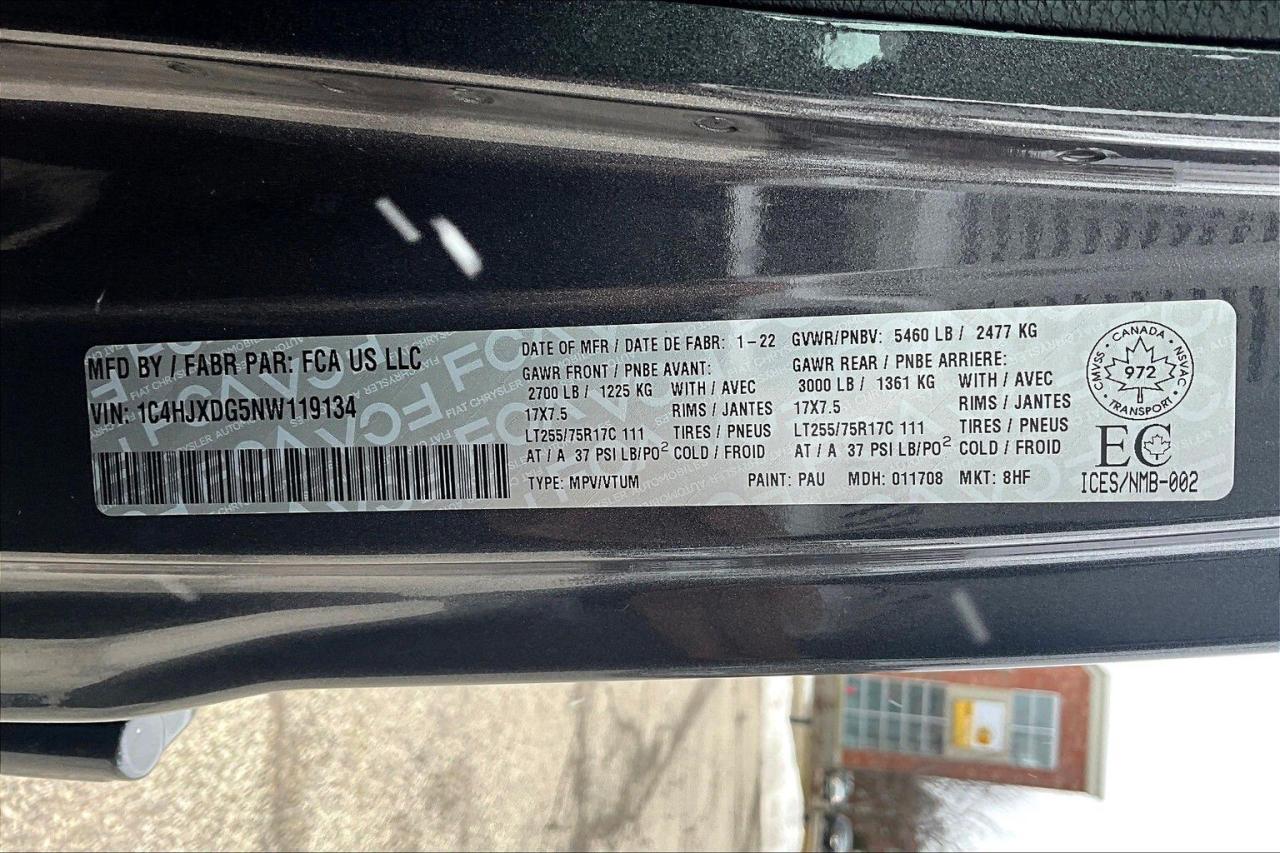 MFD BY / FABR PAR: FCA US LLC
VIN: 1C4HJXDG5NW119134
DATE OF MFR / DATE DE FABR: 1-22
GVWR/PNBV: 5460 LB / 2477 KG
GAWR FRONT / PNBE AVANT:
2700 LB / 1225 KG WITH / AVEC
17X7.5 RIMS / JANTES
LT255/75R17C 111 TIRES / PNEUS
AT / A 37 PSI LB/PO² COLD / FROID
GAWR REAR / PNBE ARRIERE:
3000 LB / 1361 KG WITH / AVEC
17X7.5 RIMS / JANTES
LT255/75R17C 111 TIRES / PNEUS
AT / A 37 PSI LB/PO² COLD / FROID
TYPE: MPV/VTUM PAINT: PAU MDH: 011708 MKT: 8HF
CANADA
CMVSS 972 NSVAC
TRANSPORT
EC
ICES/NMB-002